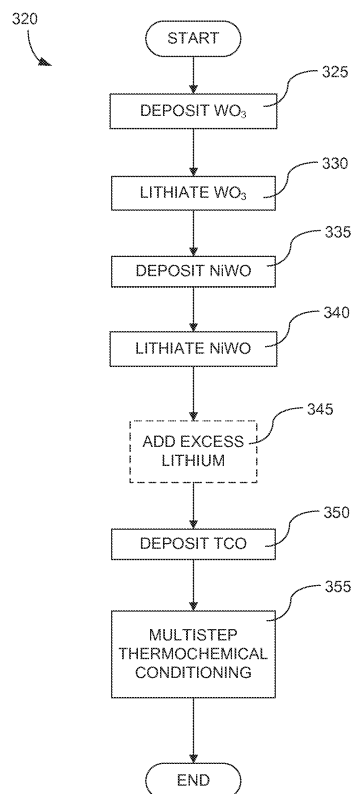 320
START
325
DEPOSIT WO₃
330
LITHIATE WO₃
335
DEPOSIT NiWO
340
LITHIATE NiWO
345
ADD EXCESS
LITHIUM
350
DEPOSIT TCO
355
MULTISTEP
THERMOCHEMICAL
CONDITIONING
END